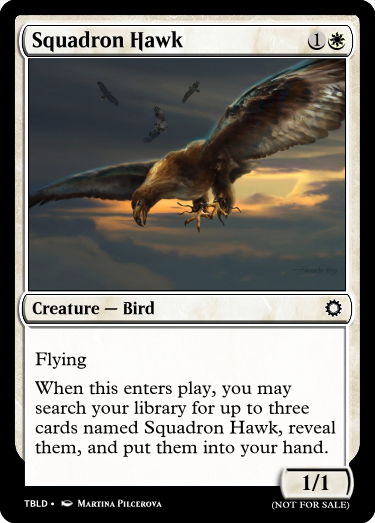 Squadron Hawk 1
Creature — Bird
Flying
When this enters play, you may
search your library for up to three
cards named Squadron Hawk, reveal
them, and put them into your hand.
1/1
TBLD • Martina Pilcerova
(NOT FOR SALE)